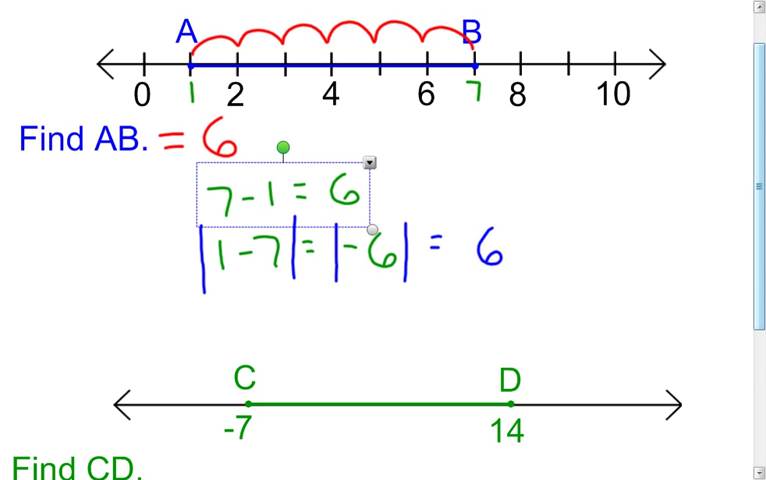 A B
0 1 2 4 6 7 8 10
Find AB. = 6
7 - 1 = 6
|1 - 7| = |-6| = 6
C D
-7 14
Find CD.